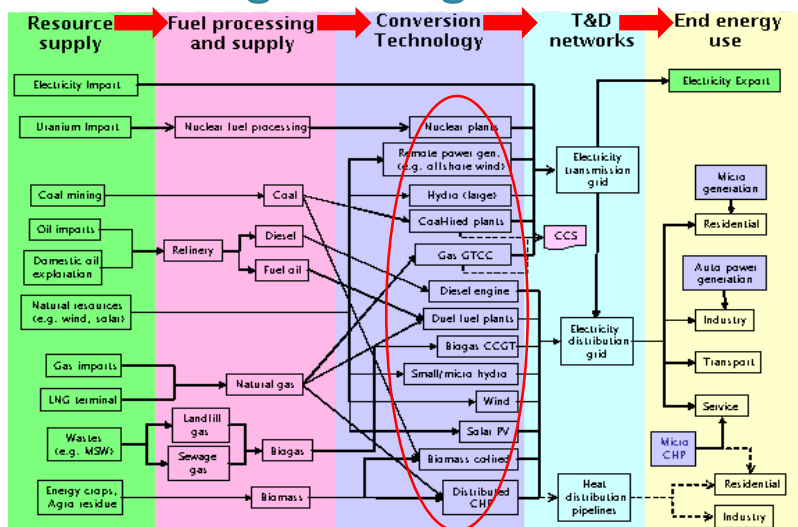 Resource
supply
Fuel processing
and supply
Conversion
Technology
T&D
networks
End energy
use
Electricity Import
Electricity Export
Uranium Import
Nuclear fuel processing
Nuclear plants
Remote power gen.
(e.g. offshore wind)
Electricity
transmission
grid
Micro
generation
Coal mining
Coal
Hydro (large)
Residential
Coal-fired plants
CCS
Oil imports
Refinery
Diesel
Domestic oil
exploration
Fuel oil
Gas GTCC
Auto power
generation
Diesel engine
Natural resources
(e.g. wind, solar)
Duel fuel plants
Electricity
distribution
grid
Industry
Biogas CCGT
Gas imports
Transport
Natural gas
Small/micro hydro
LNG terminal
Wind
Service
Landfill
gas
Wastes
(e.g. MSW)
Sewage
gas
Biogas
Solar PV
Micro
CHP
Biomass cofired
Energy crops,
Agro residue
Biomass
Distributed
CHP
Heat
distribution
pipelines
Residential
Industry